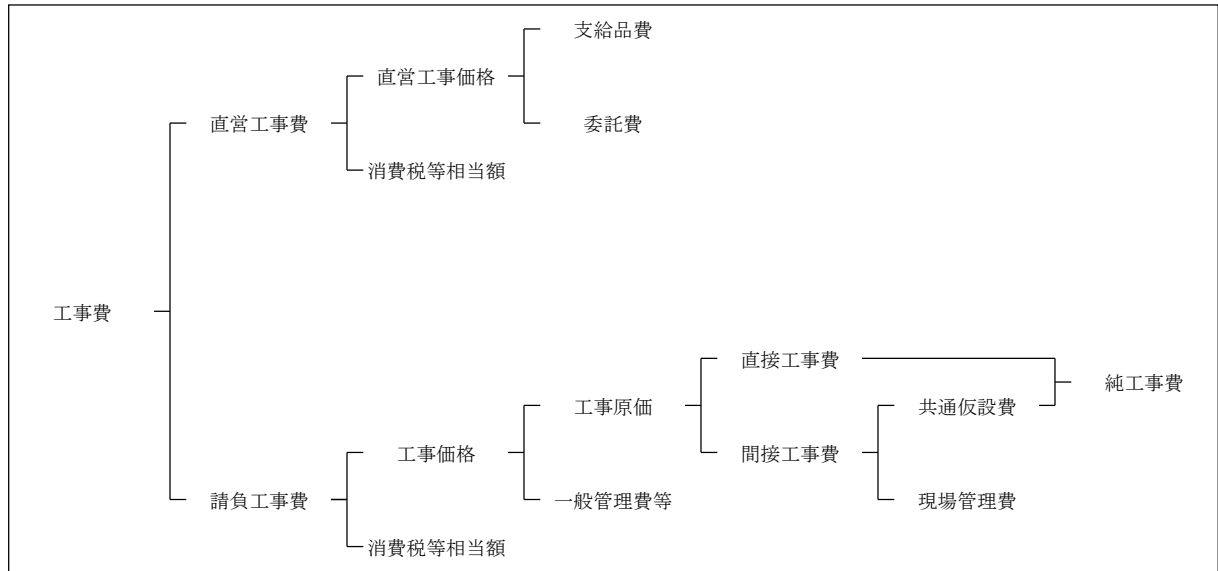 支給品費
直営工事価格
直営工事費
委託費
消費税等相当額
工事費
直接工事費
純工事費
工事原価
共通仮設費
工事価格
間接工事費
請負工事費
一般管理費等
現場管理費
消費税等相当額